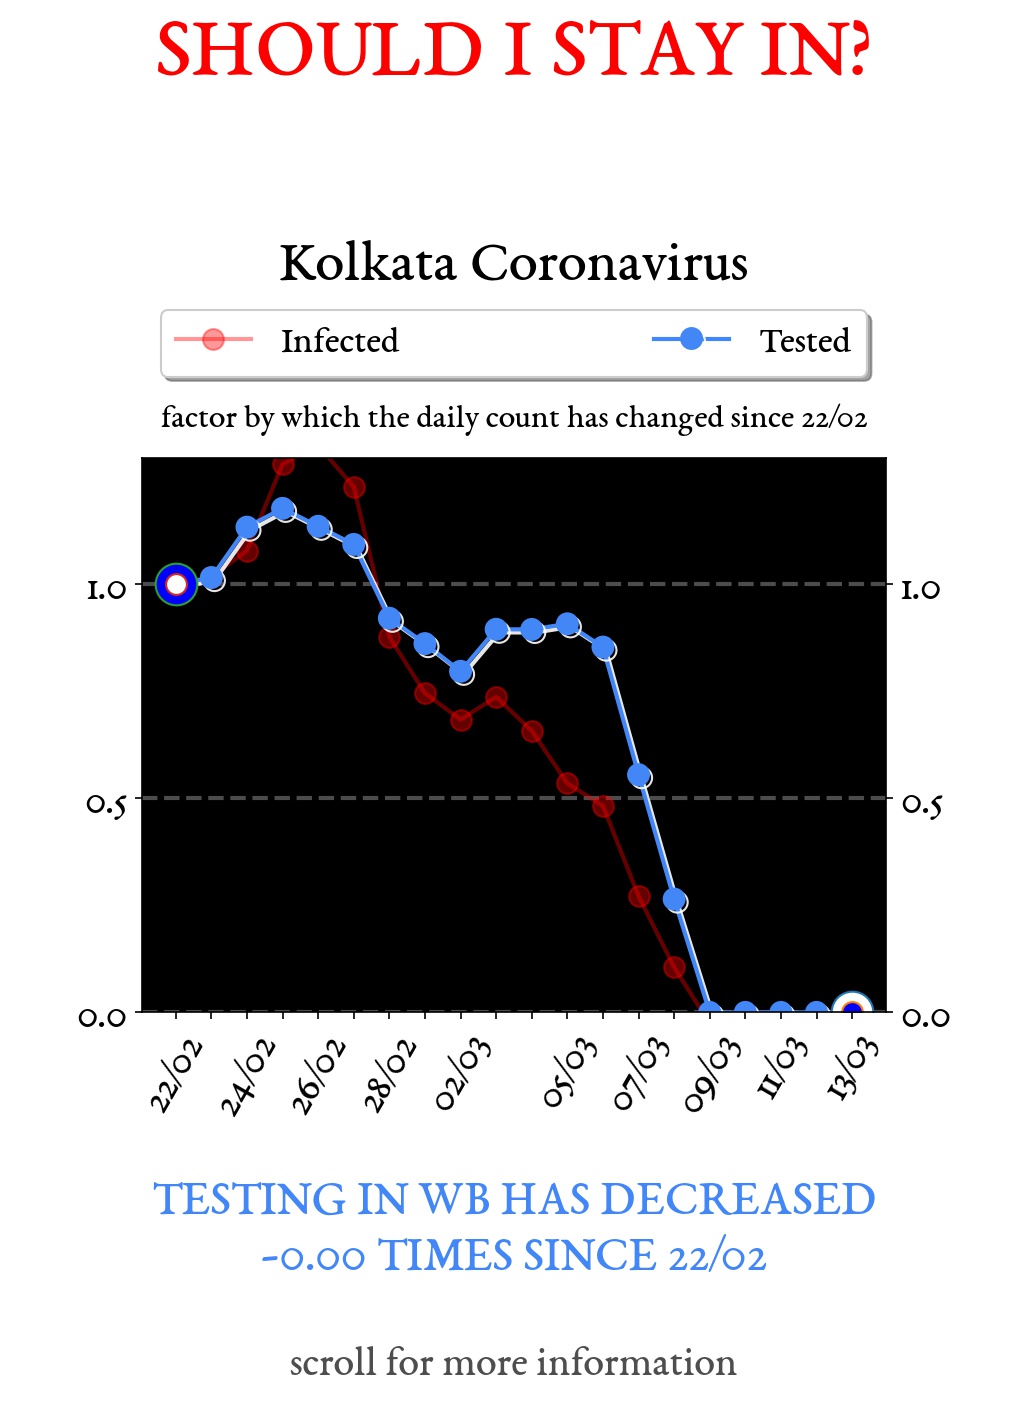 SHOULD I STAY IN?
Kolkata Coronavirus
Infected Tested
factor by which the daily count has changed since 22/02
1.0 1.0
0.5 0.5
0.0 0.0
22/02 24/02 26/02 28/02 02/03 05/03 07/03 09/03 11/03 13/03
TESTING IN WB HAS DECREASED
-0.00 TIMES SINCE 22/02
scroll for more information